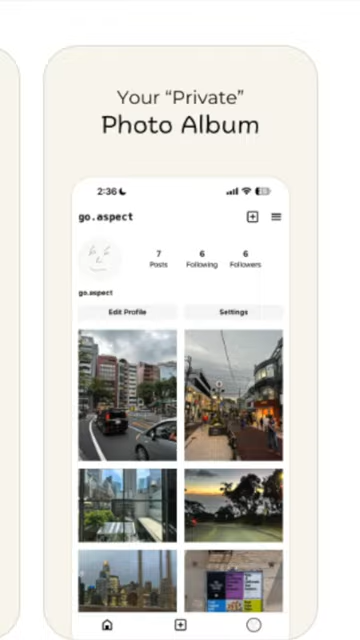 Your “Private”
Photo Album
2:36
go.aspect
7 6 6
Posts Following Followers
go.aspect
Edit Profile Settings